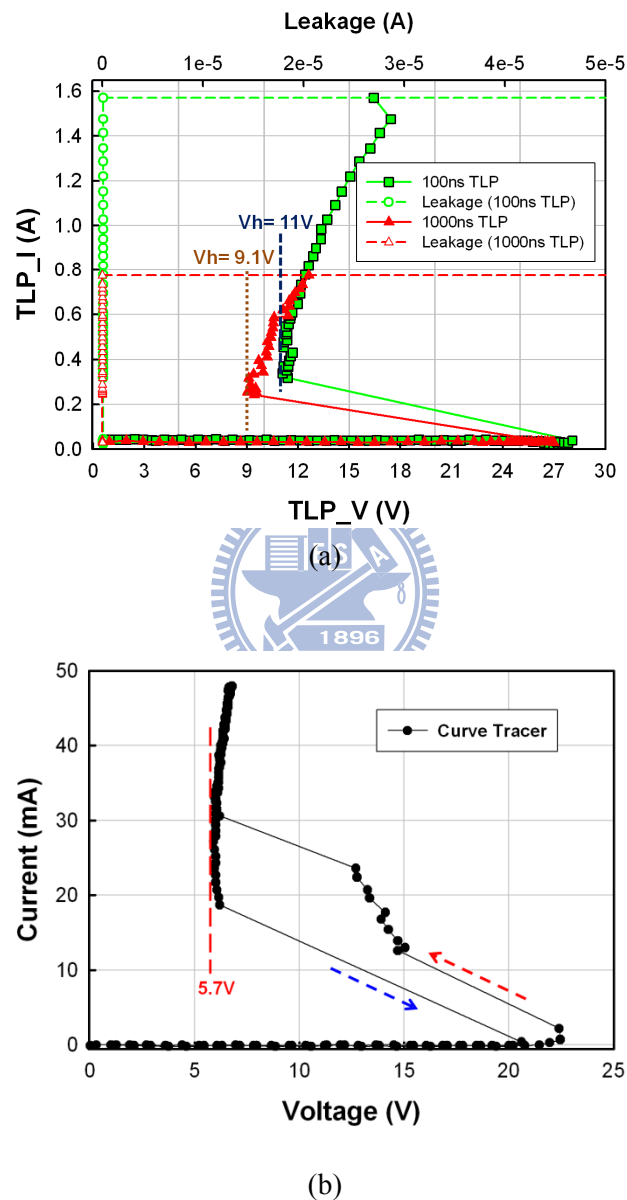 Leakage (A)
0 1e-5 2e-5 3e-5 4e-5 5e-5
1.6
1.4
1.2
1.0
0.8
0.6
0.4
0.2
0.0
TLP_I (A)
100ns TLP
Leakage (100ns TLP)
1000ns TLP
Leakage (1000ns TLP)
Vh= 11V
Vh= 9.1V
0 3 6 9 12 15 18 21 24 27 30
TLP_V (V)
(a)
E S A
1896
50
40
30
20
10
0
Current (mA)
Curve Tracer
5.7V
0 5 10 15 20 25
Voltage (V)
(b)